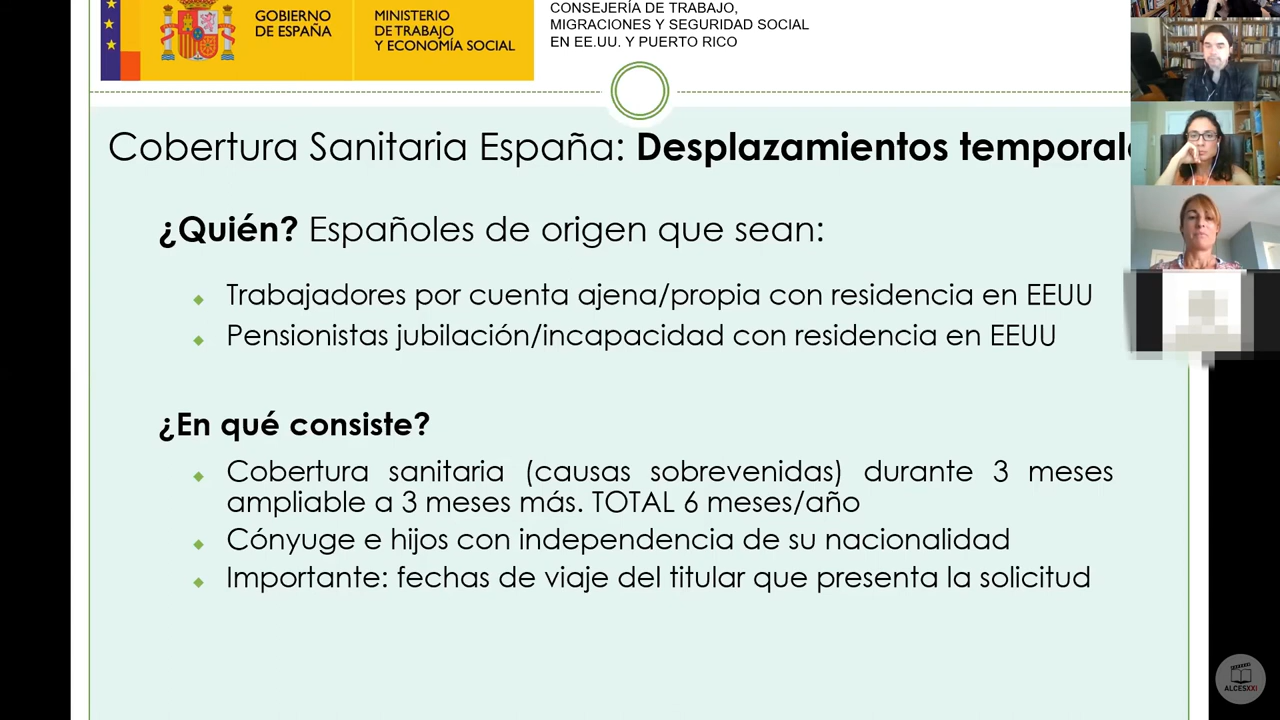 GOBIERNO
DE ESPAÑA
MINISTERIO
DE TRABAJO
Y ECONOMÍA SOCIAL
CONSEJERÍA DE TRABAJO,
MIGRACIONES Y SEGURIDAD SOCIAL
EN EE.UU. Y PUERTO RICO
Cobertura Sanitaria España: Desplazamientos temporal
¿Quién? Españoles de origen que sean:
Trabajadores por cuenta ajena/propia con residencia en EEUU
Pensionistas jubilación/incapacidad con residencia en EEUU
¿En qué consiste?
Cobertura sanitaria (causas sobrevenidas) durante 3 meses
ampliable a 3 meses más. TOTAL 6 meses/año
Cónyuge e hijos con independencia de su nacionalidad
Importante: fechas de viaje del titular que presenta la solicitud
ALCESXXI